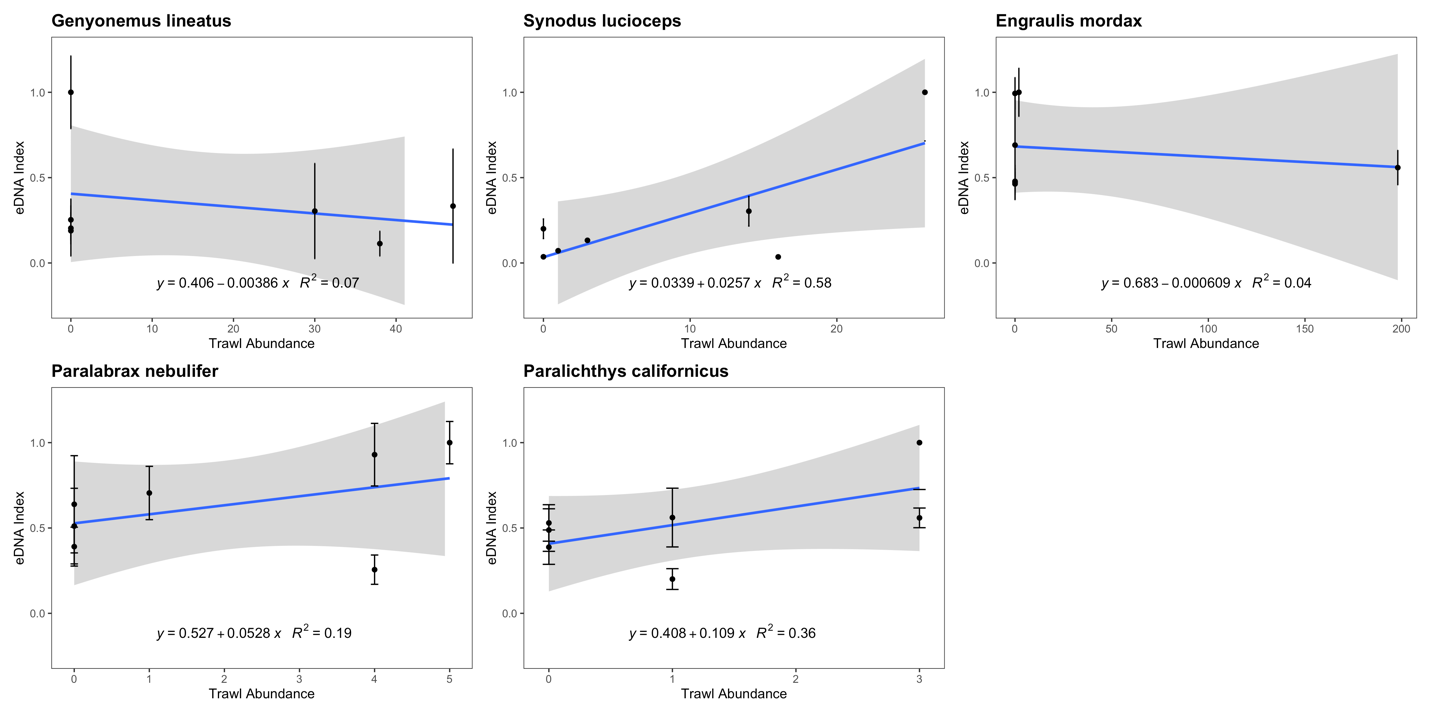 Genyonemus lineatus
eDNA Index
1.0
0.5
0.0
y = 0.406 − 0.00386 x R² = 0.07
0 10 20 30 40
Trawl Abundance
Synodus lucioceps
eDNA Index
1.0
0.5
0.0
y = 0.0339 + 0.0257 x R² = 0.58
0 10 20
Trawl Abundance
Engraulis mordax
eDNA Index
1.0
0.5
0.0
y = 0.683 − 0.000609 x R² = 0.04
0 50 100 150 200
Trawl Abundance
Paralabrax nebulifer
eDNA Index
1.0
0.5
0.0
y = 0.527 + 0.0528 x R² = 0.19
0 1 2 3 4 5
Trawl Abundance
Paralichthys californicus
eDNA Index
1.0
0.5
0.0
y = 0.408 + 0.109 x R² = 0.36
0 1 2 3
Trawl Abundance